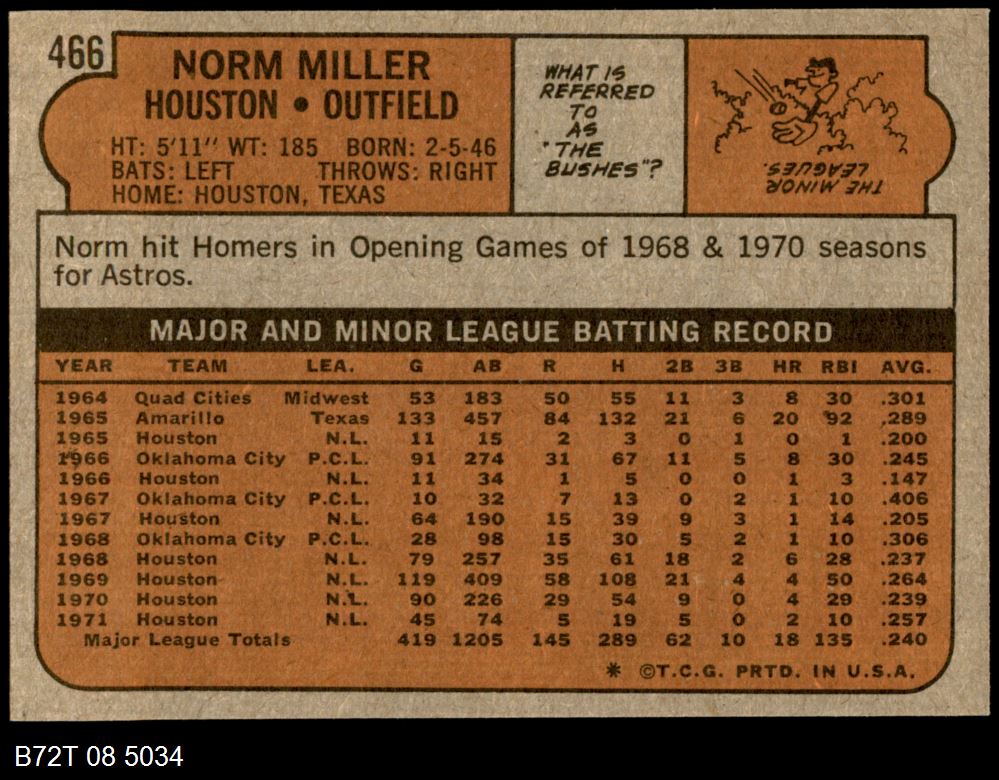 466
NORM MILLER
HOUSTON • OUTFIELD
HT: 5'11" WT: 185 BORN: 2-5-46
BATS: LEFT THROWS: RIGHT
HOME: HOUSTON, TEXAS
WHAT IS
REFERRED
TO
AS
"THE
BUSHES"?
THE MINOR
LEAGUES.
Norm hit Homers in Opening Games of 1968 & 1970 seasons
for Astros.
MAJOR AND MINOR LEAGUE BATTING RECORD
YEAR TEAM LEA. G AB R H 2B 3B HR RBI AVG.
1964 Quad Cities Midwest 53 183 50 55 11 3 8 30 .301
1965 Amarillo Texas 133 457 84 132 21 6 20 92 .289
1965 Houston N.L. 11 15 2 3 0 1 0 1 .200
1966 Oklahoma City P.C.L. 91 274 31 67 11 5 8 30 .245
1966 Houston N.L. 11 34 1 5 0 0 1 3 .147
1967 Oklahoma City P.C.L. 10 32 7 13 0 2 1 10 .406
1967 Houston N.L. 64 190 15 39 9 3 1 14 .205
1968 Oklahoma City P.C.L. 28 98 15 30 5 2 1 10 .306
1968 Houston N.L. 79 257 35 61 18 2 6 28 .237
1969 Houston N.L. 119 409 58 108 21 4 4 50 .264
1970 Houston N.L. 90 226 29 54 9 0 4 29 .239
1971 Houston N.L. 45 74 5 19 5 0 2 10 .257
Major League Totals 419 1205 145 289 62 10 18 135 .240
* ©T.C.G. PRTD. IN U.S.A.
B72T 08 5034